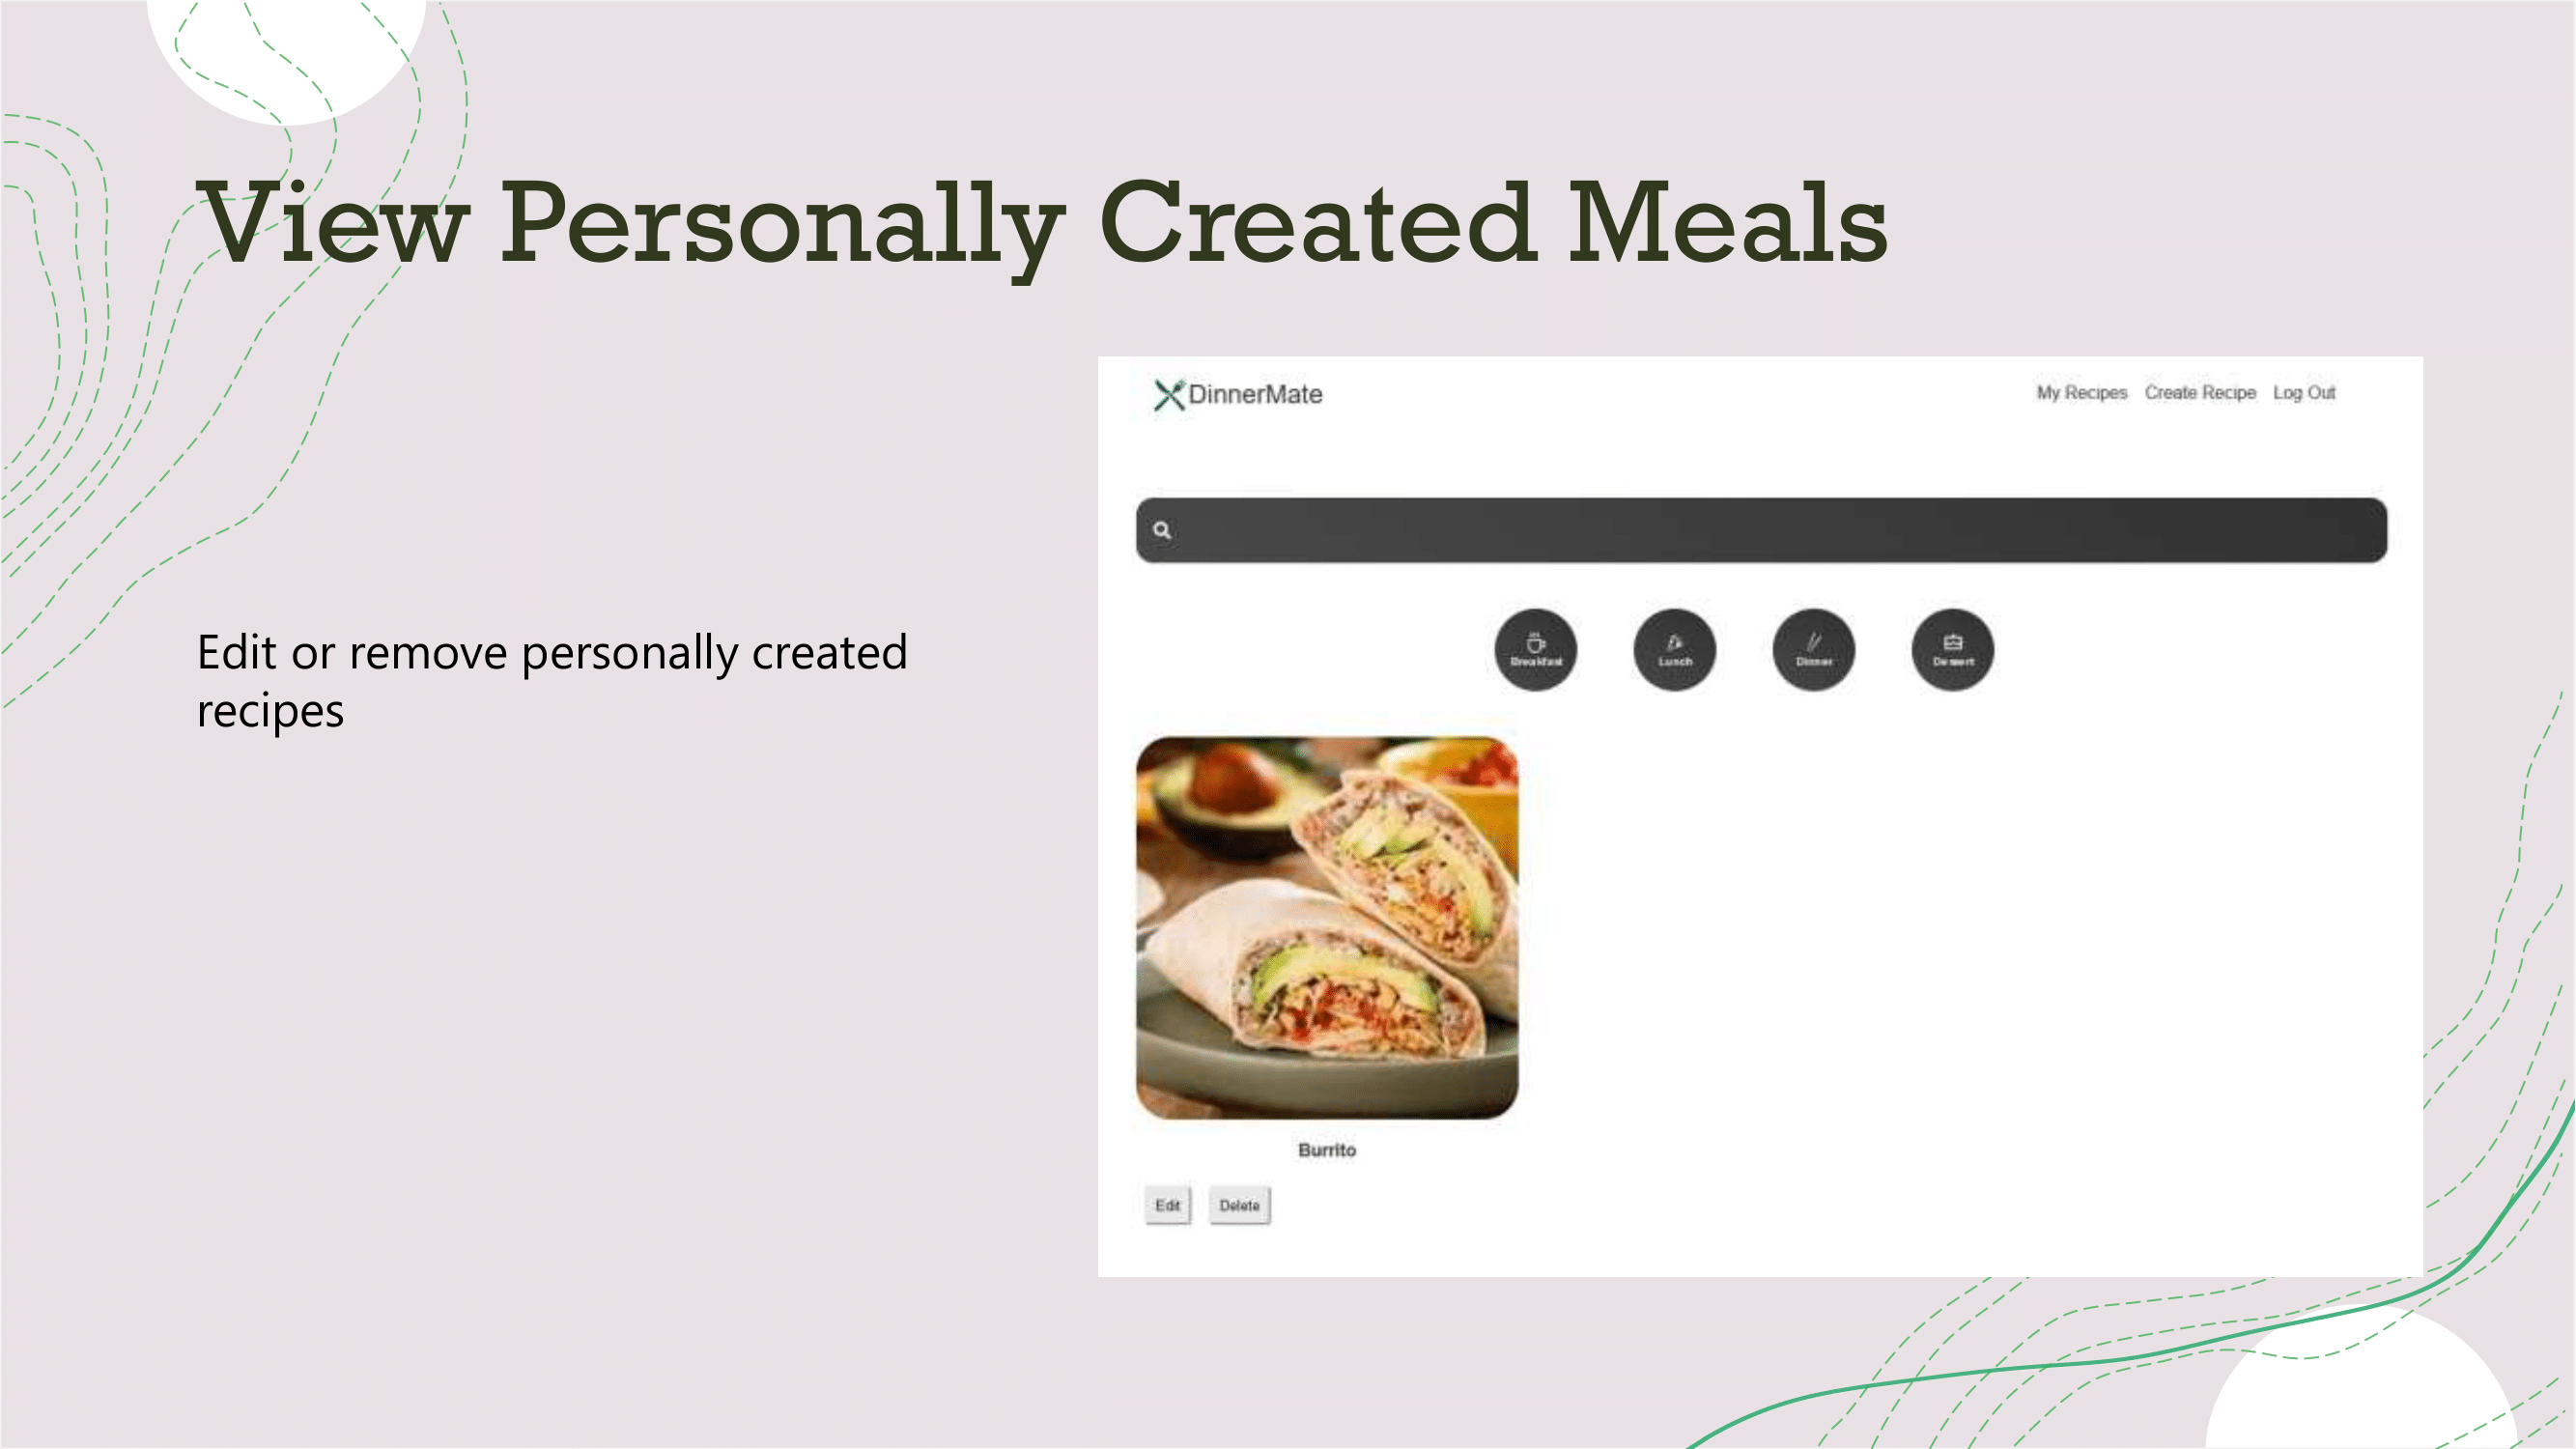 View Personally Created Meals
Edit or remove personally created
recipes
DinnerMate
My Recipes Create Recipe Log Out
Breakfast Lunch Dinner Dessert
Burrito
Edit Delete